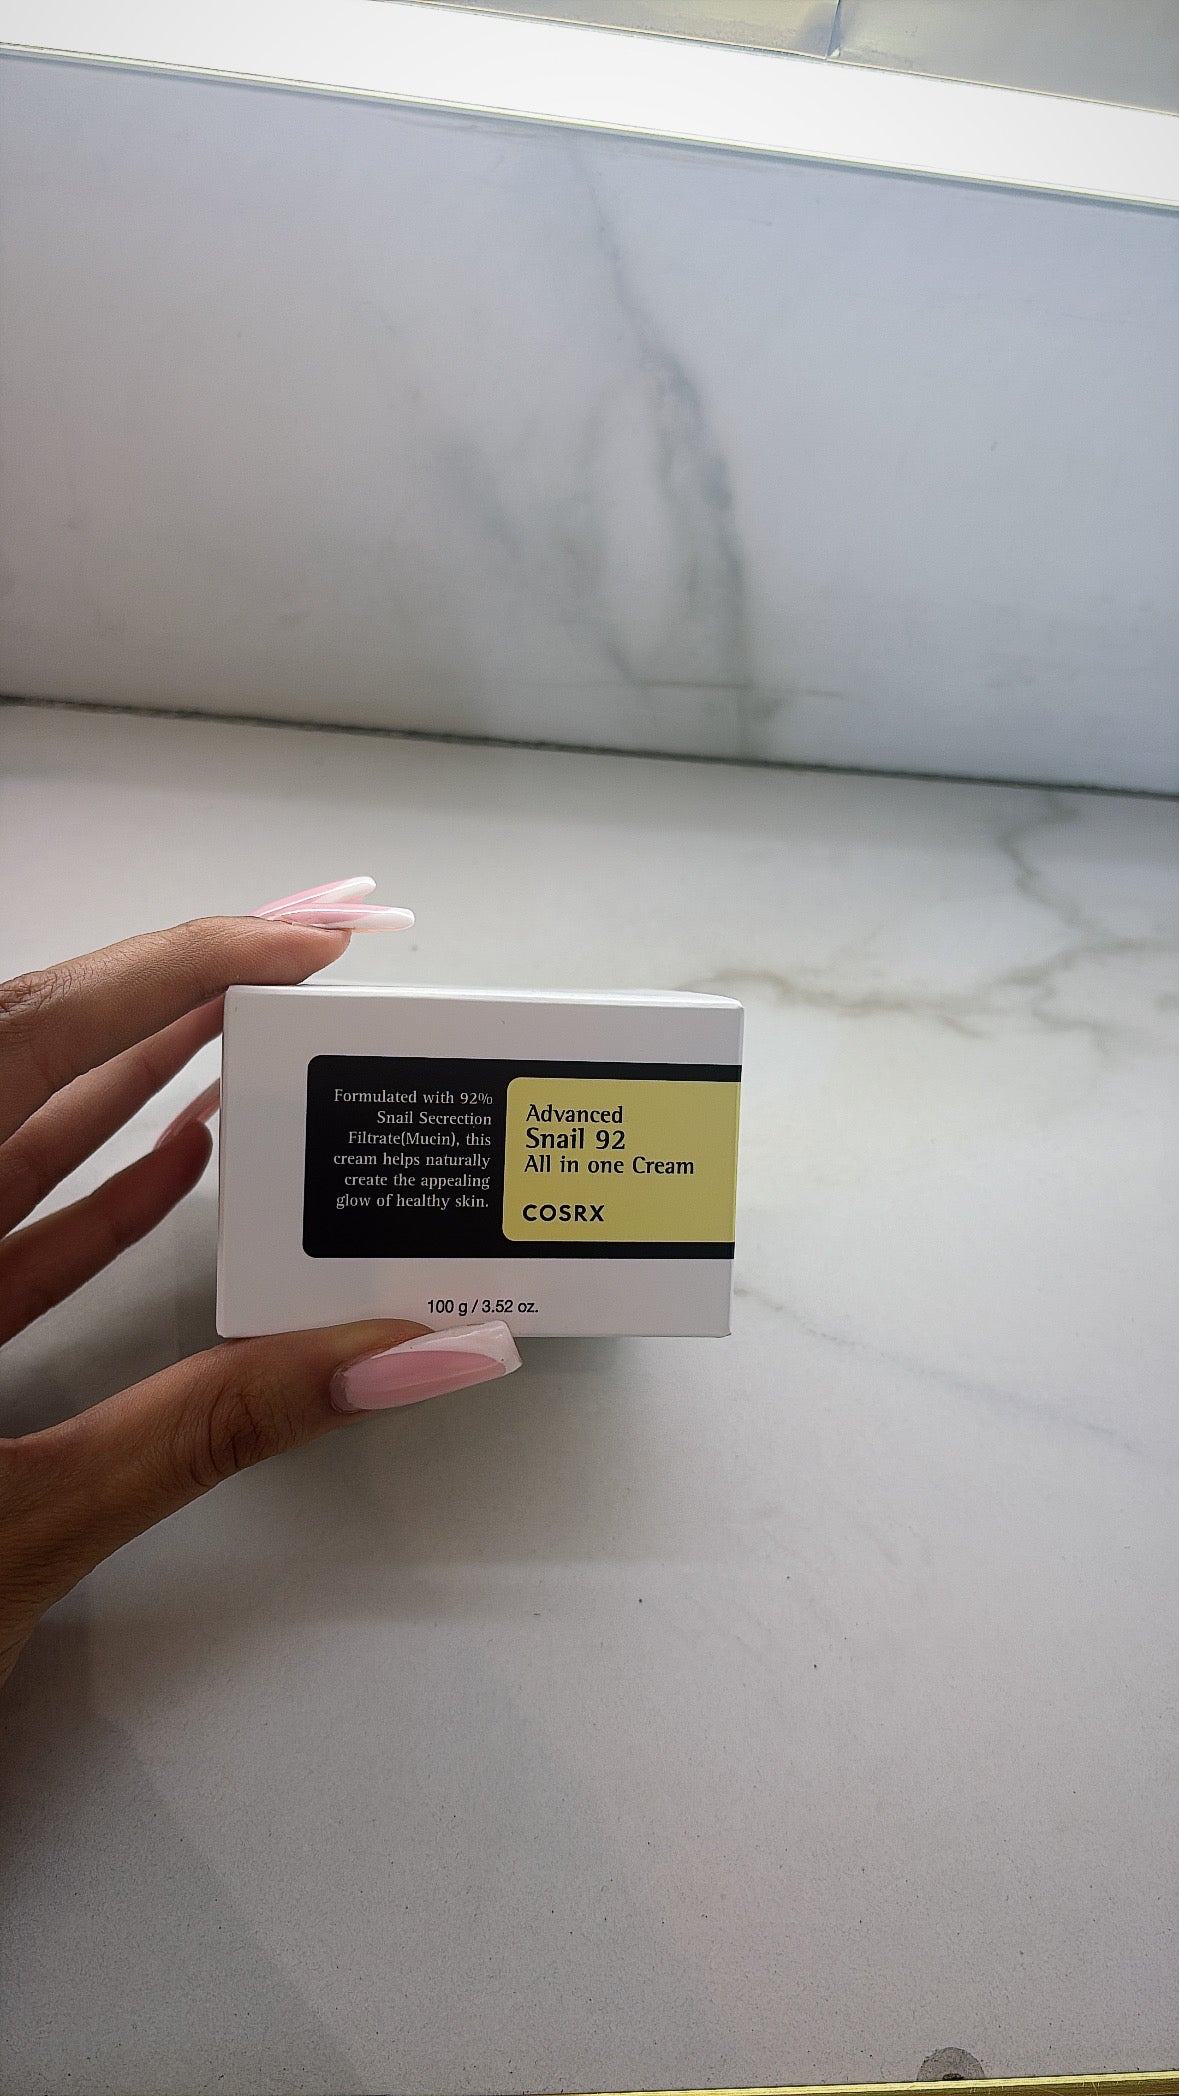 Formulated with 92%
Snail Secrection
Filtrate(Mucin), this
cream helps naturally
create the appealing
glow of healthy skin.
Advanced
Snail 92
All in one Cream
COSRX
100 g / 3.52 oz.